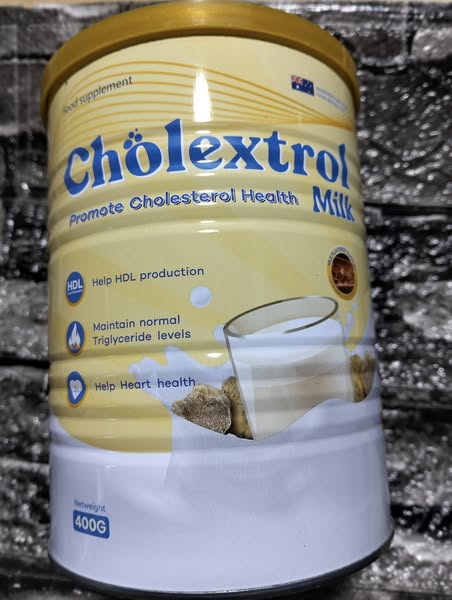 Food supplement
Cholextrol
Milk
Promote Cholesterol Health
HDL
Help HDL production
Maintain normal
Triglyceride levels
Help Heart health
Netweight
400G